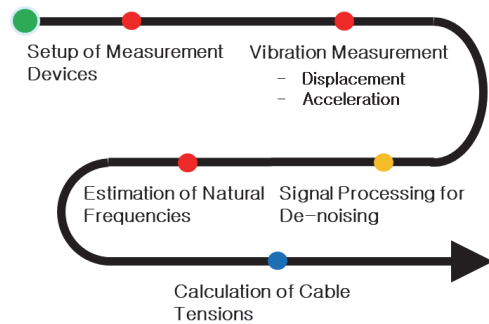 Setup of Measurement
Devices
Vibration Measurement
- Displacement
- Acceleration
Estimation of Natural
Frequencies
Signal Processing for
De-noising
Calculation of Cable
Tensions